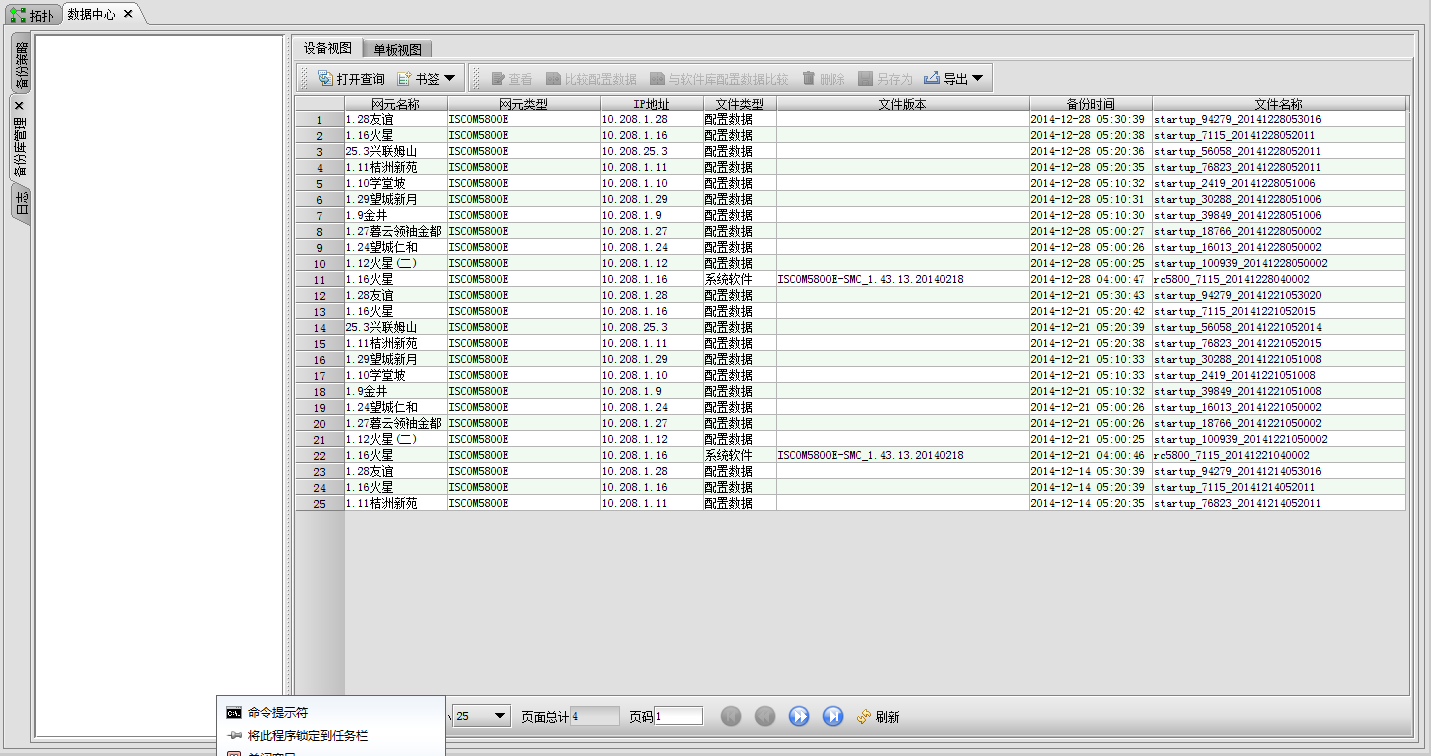 拓扑 数据中心
备份策略
备份库管理
日志
设备视图 单板视图
打开查询 书签 查看 比较配置数据 与软件库配置数据比较 删除 另存为 导出
网元名称 网元类型 IP地址 文件类型 文件版本 备份时间 文件名称
1 1.28友谊 ISCOM5800E 10.208.1.28 配置数据 2014-12-28 05:30:39 startup_94279_20141228053016
2 1.16火星 ISCOM5800E 10.208.1.16 配置数据 2014-12-28 05:20:38 startup_7115_20141228052011
3 25.3兴联姆山 ISCOM5800E 10.208.25.3 配置数据 2014-12-28 05:20:36 startup_56058_20141228052011
4 1.11桔洲新苑 ISCOM5800E 10.208.1.11 配置数据 2014-12-28 05:20:35 startup_76823_20141228052011
5 1.10学堂坡 ISCOM5800E 10.208.1.10 配置数据 2014-12-28 05:10:32 startup_2419_20141228051006
6 1.29望城新月 ISCOM5800E 10.208.1.29 配置数据 2014-12-28 05:10:31 startup_30288_20141228051006
7 1.9金井 ISCOM5800E 10.208.1.9 配置数据 2014-12-28 05:10:30 startup_39849_20141228051006
8 1.27暮云领袖金都 ISCOM5800E 10.208.1.27 配置数据 2014-12-28 05:00:27 startup_18766_20141228050002
9 1.24望城仁和 ISCOM5800E 10.208.1.24 配置数据 2014-12-28 05:00:26 startup_16013_20141228050002
10 1.12火星(二) ISCOM5800E 10.208.1.12 配置数据 2014-12-28 05:00:25 startup_100939_20141228050002
11 1.16火星 ISCOM5800E 10.208.1.16 系统软件 ISCOM5800E-SMC_1.43.13.20140218 2014-12-28 04:00:47 rc5800_7115_20141228040002
12 1.28友谊 ISCOM5800E 10.208.1.28 配置数据 2014-12-21 05:30:43 startup_94279_20141221053020
13 1.16火星 ISCOM5800E 10.208.1.16 配置数据 2014-12-21 05:20:42 startup_7115_20141221052015
14 25.3兴联姆山 ISCOM5800E 10.208.25.3 配置数据 2014-12-21 05:20:39 startup_56058_20141221052014
15 1.11桔洲新苑 ISCOM5800E 10.208.1.11 配置数据 2014-12-21 05:20:38 startup_76823_20141221052015
16 1.29望城新月 ISCOM5800E 10.208.1.29 配置数据 2014-12-21 05:10:33 startup_30288_20141221051008
17 1.10学堂坡 ISCOM5800E 10.208.1.10 配置数据 2014-12-21 05:10:33 startup_2419_20141221051008
18 1.9金井 ISCOM5800E 10.208.1.9 配置数据 2014-12-21 05:10:32 startup_39849_20141221051008
19 1.24望城仁和 ISCOM5800E 10.208.1.24 配置数据 2014-12-21 05:00:26 startup_16013_20141221050002
20 1.27暮云领袖金都 ISCOM5800E 10.208.1.27 配置数据 2014-12-21 05:00:26 startup_18766_20141221050002
21 1.12火星(二) ISCOM5800E 10.208.1.12 配置数据 2014-12-21 05:00:25 startup_100939_20141221050002
22 1.16火星 ISCOM5800E 10.208.1.16 系统软件 ISCOM5800E-SMC_1.43.13.20140218 2014-12-21 04:00:46 rc5800_7115_20141221040002
23 1.28友谊 ISCOM5800E 10.208.1.28 配置数据 2014-12-14 05:30:39 startup_94279_20141214053016
24 1.16火星 ISCOM5800E 10.208.1.16 配置数据 2014-12-14 05:20:39 startup_7115_20141214052011
25 1.11桔洲新苑 ISCOM5800E 10.208.1.11 配置数据 2014-12-14 05:20:35 startup_76823_20141214052011
25 页面总计 4 页码 1 刷新
命令提示符
将此程序锁定到任务栏